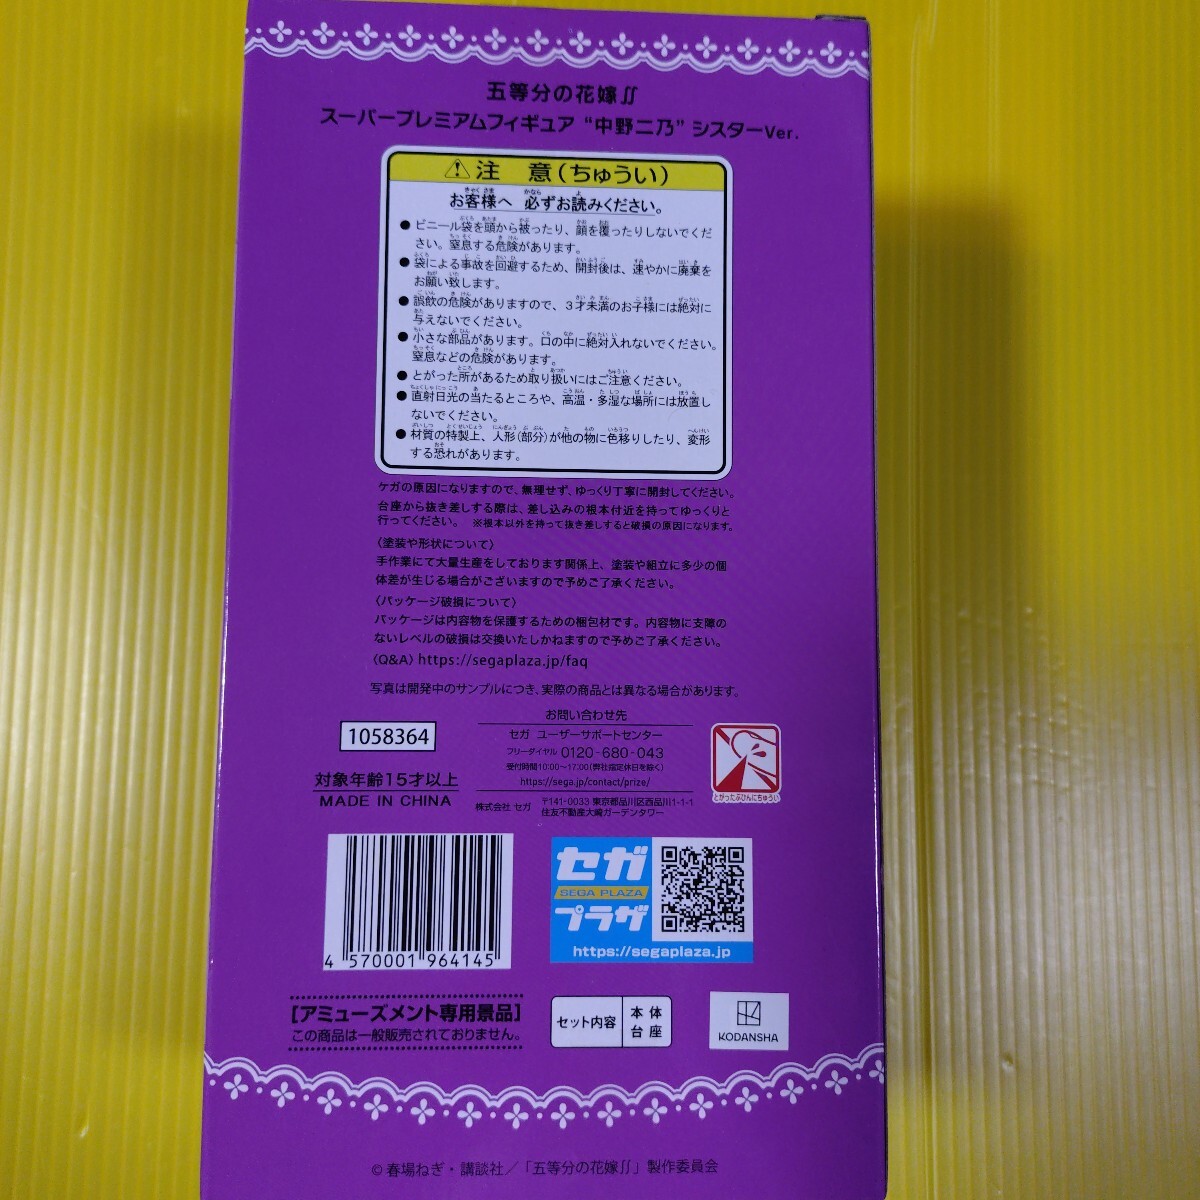 五等分の花嫁∬
スーパープレミアムフィギュア “中野二乃” シスターVer.
⚠注 意(ちゅうい)
お客様へ 必ずお読みください。
● ビニール袋を頭から被ったり、顔を覆ったりしないでくだ
さい。窒息する危険があります。
● 袋による事故を回避するため、開封後は、速やかに廃棄を
お願い致します。
● 誤飲の危険がありますので、3才未満のお子様には絶対に
与えないでください。
● 小さな部品があります。口の中に絶対入れないでください。
窒息などの危険があります。
● とがった所があるため取り扱いにはご注意ください。
● 直射日光の当たるところや、高温・多湿な場所には放置し
ないでください。
● 材質の特製上、人形(部分)が他の物に色移りしたり、変形
する恐れがあります。
ケガの原因になりますので、無理せず、ゆっくり丁寧に開封してください。
台座から抜き差しする際は、差し込みの根本付近を持ってゆっくりと
行ってください。 ※根本以外を持って抜き差しすると破損の原因になります。
〈塗装や形状について〉
手作業にて大量生産をしております関係上、塗装や組立に多少の個
体差が生じる場合がございますので予めご了承ください。
〈パッケージ破損について〉
パッケージは内容物を保護するための梱包材です。内容物に支障の
ないレベルの破損は交換いたしかねますので予めご了承ください。
〈Q&A〉https://segaplaza.jp/faq
写真は開発中のサンプルにつき、実際の商品とは異なる場合があります。
お問い合わせ先
セガ ユーザーサポートセンター
フリーダイヤル 0120-680-043
受付時間10:00〜17:00(弊社指定休日を除く)
https://sega.jp/contact/prize/
株式会社 セガ 〒141-0033 東京都品川区西品川1-1-1
住友不動産大崎ガーデンタワー
1058364
対象年齢15才以上
MADE IN CHINA
とがったぶひんにちゅうい
4 570001 964145
セガ
SEGA PLAZA
プラザ
https://segaplaza.jp
[アミューズメント専用景品]
この商品は一般販売されておりません。
セット内容 本体
台座
KODANSHA
©春場ねぎ・講談社/「五等分の花嫁∬」製作委員会